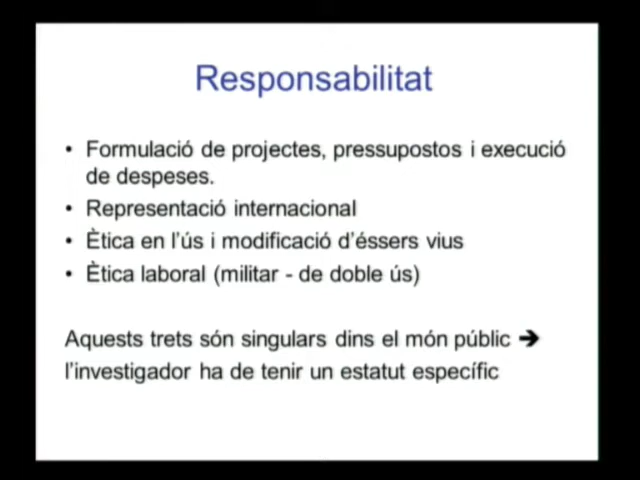 Responsabilitat
• Formulació de projectes, pressupostos i execució
de despeses.
• Representació internacional
• Ètica en l'ús i modificació d'éssers vius
• Ètica laboral (militar - de doble ús)
Aquests trets són singulars dins el món públic ➔
l'investigador ha de tenir un estatut específic